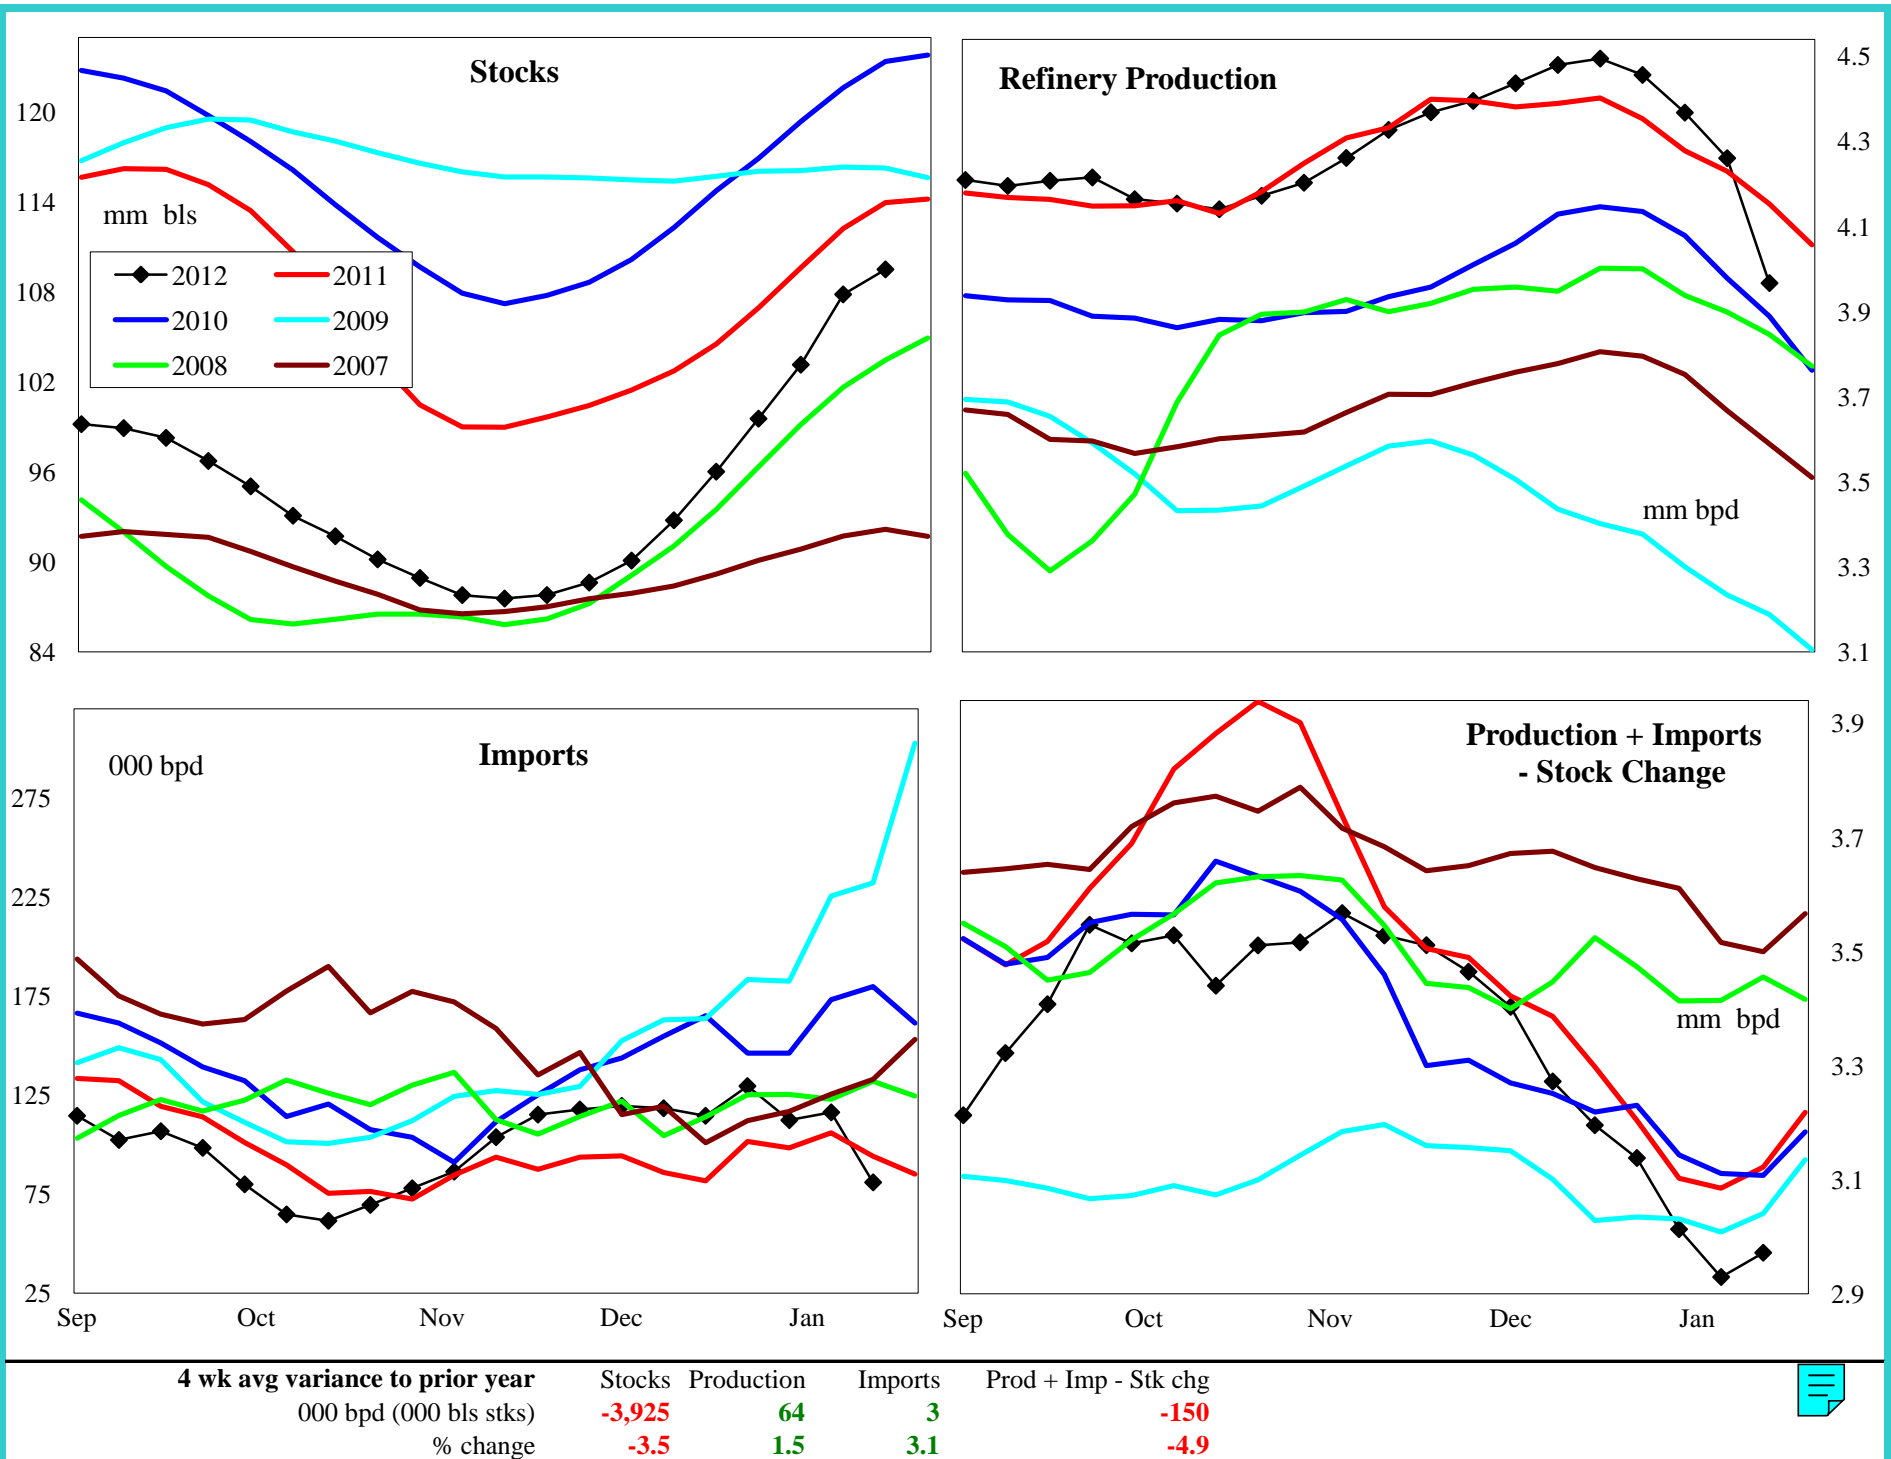 Stocks
120
114
108
102
96
90
84
mm bls
2012 2011
2010 2009
2008 2007
Refinery Production
4.5
4.3
4.1
3.9
3.7
3.5
3.3
3.1
mm bpd
Imports
000 bpd
275
225
175
125
75
25
Sep Oct Nov Dec Jan
Production + Imports
- Stock Change
3.9
3.7
3.5
3.3
3.1
2.9
mm bpd
Sep Oct Nov Dec Jan
4 wk avg variance to prior year Stocks Production Imports Prod + Imp - Stk chg
000 bpd (000 bls stks) -3,925 64 3 -150
% change -3.5 1.5 3.1 -4.9